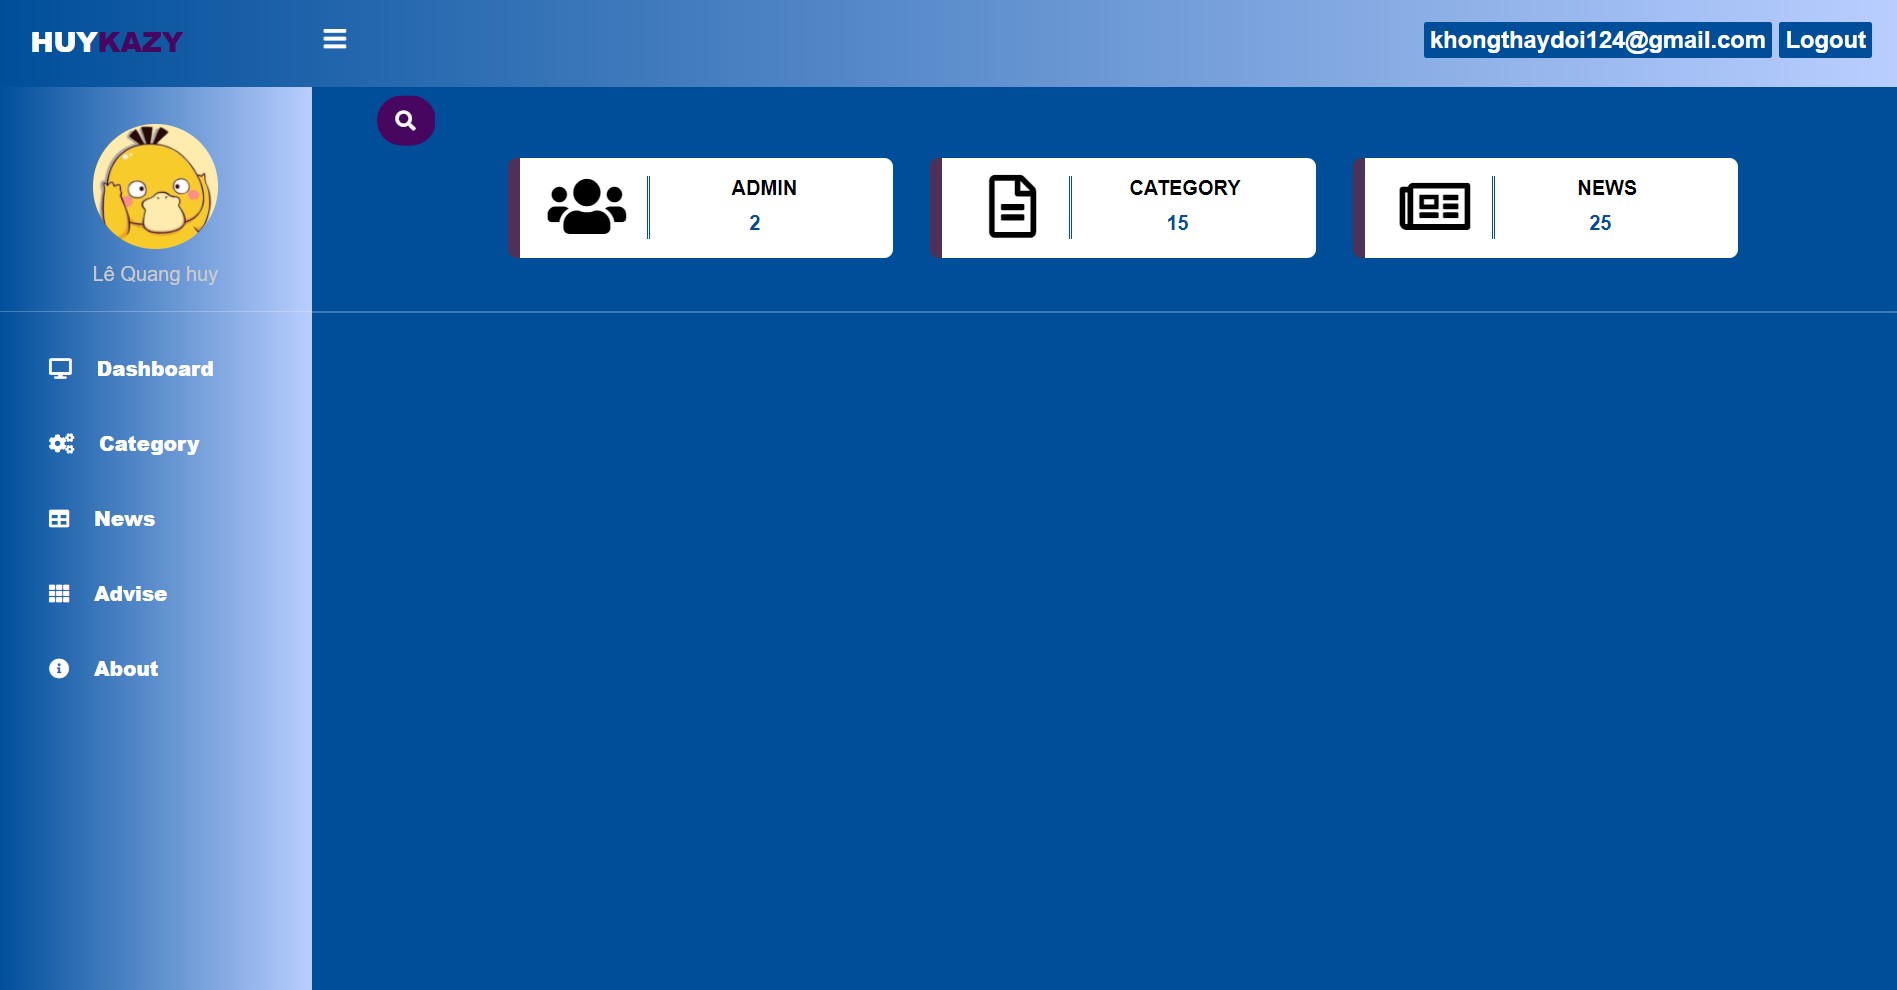 HUYKAZY
khongthaydoi124@gmail.com Logout
Lê Quang huy
Dashboard
Category
News
Advise
About
ADMIN
2
CATEGORY
15
NEWS
25